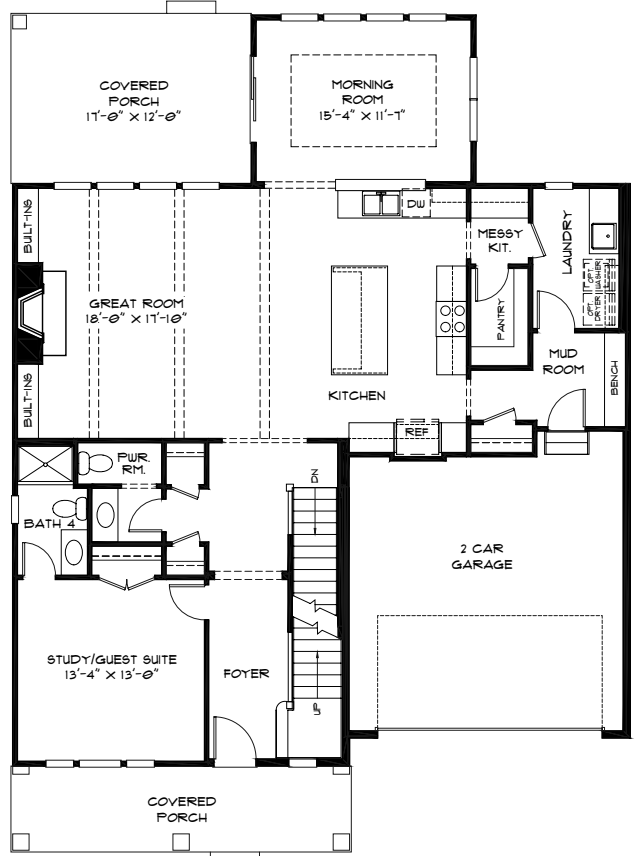 COVERED
PORCH
17'-0" X 12'-0"
MORNING
ROOM
15'-4" X 11'-7"
BUILT-INS
DW
MESSY
KIT.
LAUNDRY
OPT.
WASHER
OPT.
DRYER
GREAT ROOM
18'-0" X 17'-10"
PANTRY
MUD
ROOM
BENCH
BUILT-INS
KITCHEN
REF
PWR.
RM.
DN
BATH 4
2 CAR
GARAGE
STUDY/GUEST SUITE
13'-4" X 13'-0"
FOYER
UP
COVERED
PORCH